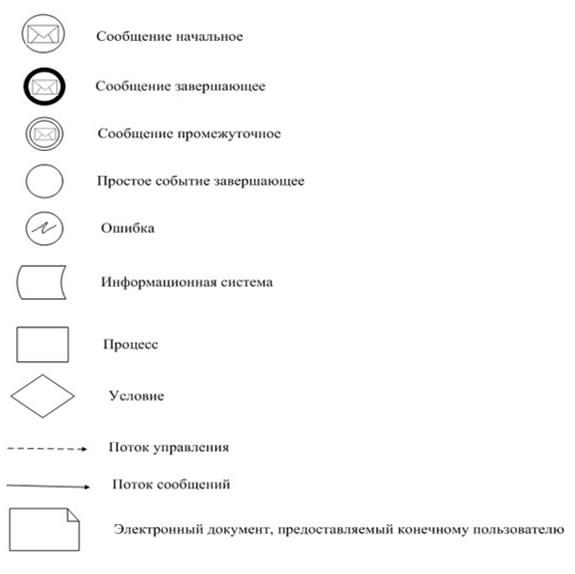 Сообщение начальное
Сообщение завершающее
Сообщение промежуточное
Простое событие завершающее
Ошибка
Информационная система
Процесс
Условие
Поток управления
Поток сообщений
Электронный документ, предоставляемый конечному пользователю